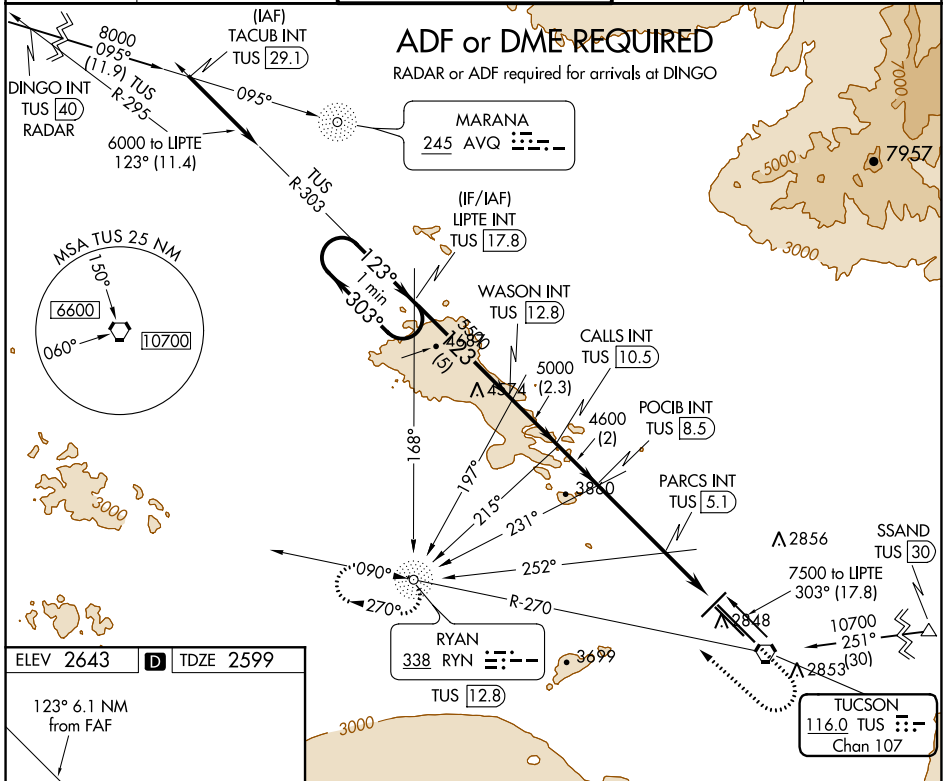 ADF or DME REQUIRED
RADAR or ADF required for arrivals at DINGO
(IAF)
TACUB INT
TUS 29.1
8000
095°
(11.9)
TUS
R-295
DINGO INT
TUS 40
RADAR
095°
6000 to LIPTE
123° (11.4)
MARANA
245 AVQ
TUS
R-303
7000
5000
7957
3000
(IF/IAF)
LIPTE INT
TUS 17.8
MSA TUS 25 NM
150°
6600
060°
10700
123°
1 min
303°
WASON INT
TUS 12.8
5500
123
4689
(5)
4574
CALLS INT
TUS 10.5
5000
(2.3)
POCIB INT
TUS 8.5
4600
(2)
168°
197°
215°
231°
3860
PARCS INT
TUS 5.1
252°
3000
2856
SSAND
TUS 30
7500 to LIPTE
303° (17.8)
090°
270°
R-270
2848
10700
251°
(30)
RYAN
338 RYN
TUS 12.8
3699
2853
TUCSON
116.0 TUS
Chan 107
ELEV 2643 D TDZE 2599
123° 6.1 NM
from FAF
3000